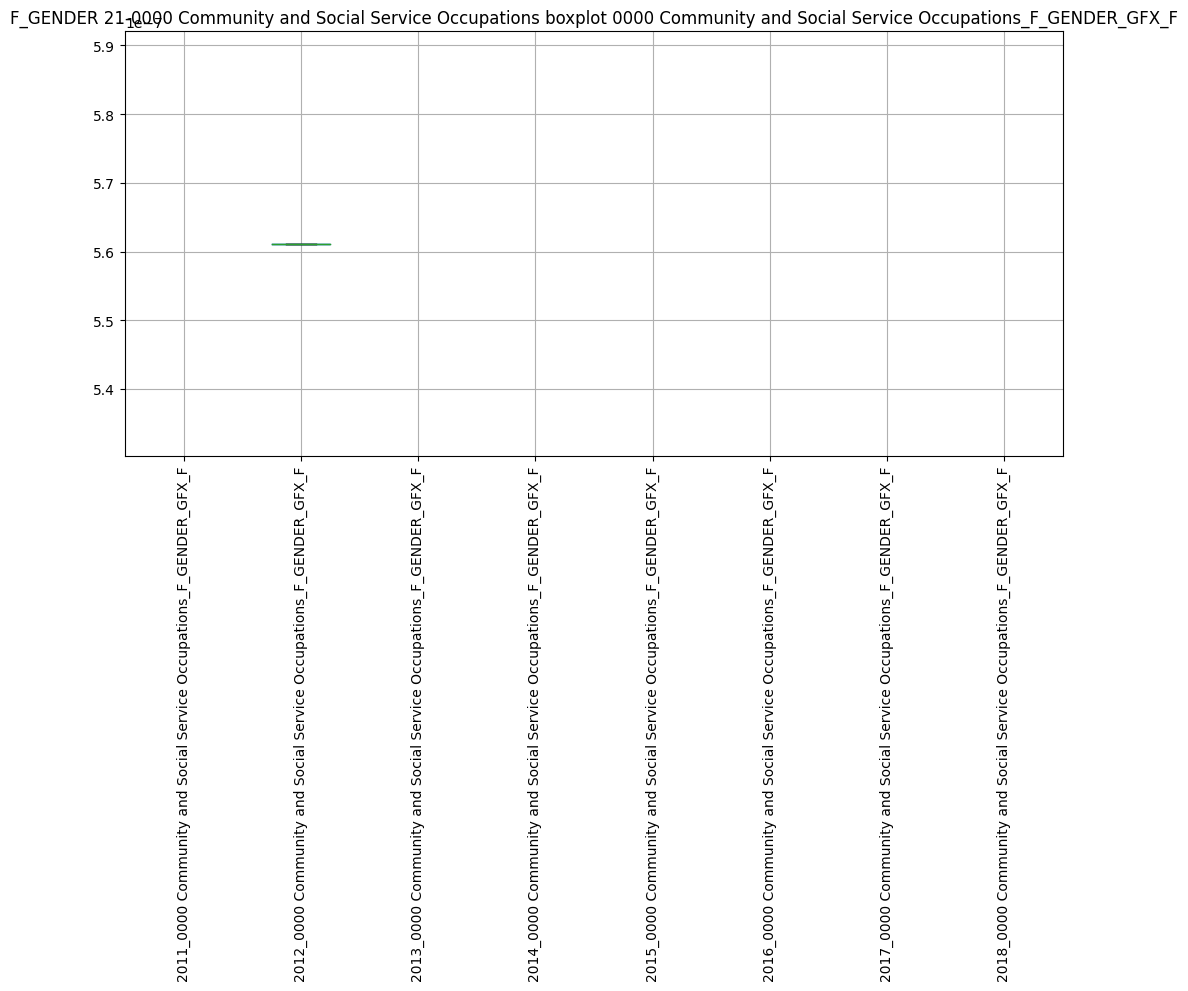 F_GENDER 21-0000 Community and Social Service Occupations boxplot 0000 Community and Social Service Occupations_F_GENDER_GFX_F
1e−7
5.9
5.8
5.7
5.6
5.5
5.4
2011_0000 Community and Social Service Occupations_F_GENDER_GFX_F
2012_0000 Community and Social Service Occupations_F_GENDER_GFX_F
2013_0000 Community and Social Service Occupations_F_GENDER_GFX_F
2014_0000 Community and Social Service Occupations_F_GENDER_GFX_F
2015_0000 Community and Social Service Occupations_F_GENDER_GFX_F
2016_0000 Community and Social Service Occupations_F_GENDER_GFX_F
2017_0000 Community and Social Service Occupations_F_GENDER_GFX_F
2018_0000 Community and Social Service Occupations_F_GENDER_GFX_F